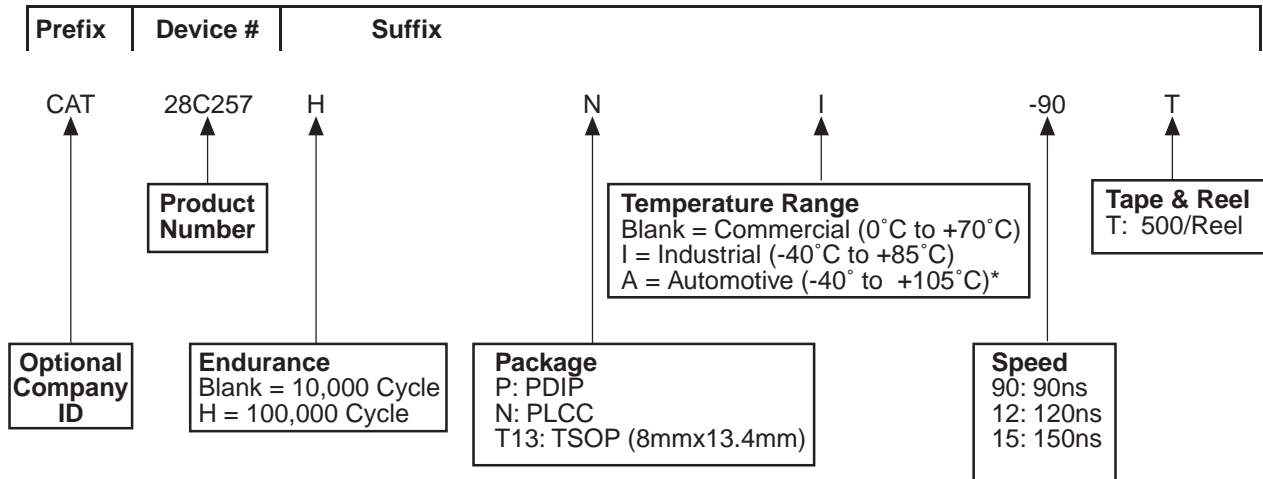 Prefix Device # Suffix
CAT 28C257 H N I -90 T
Product
Number
Temperature Range
Blank = Commercial (0˚C to +70˚C)
I = Industrial (-40˚C to +85˚C)
A = Automotive (-40˚ to +105˚C)*
Tape & Reel
T: 500/Reel
Optional
Company
ID
Endurance
Blank = 10,000 Cycle
H = 100,000 Cycle
Package
P: PDIP
N: PLCC
T13: TSOP (8mmx13.4mm)
Speed
90: 90ns
12: 120ns
15: 150ns